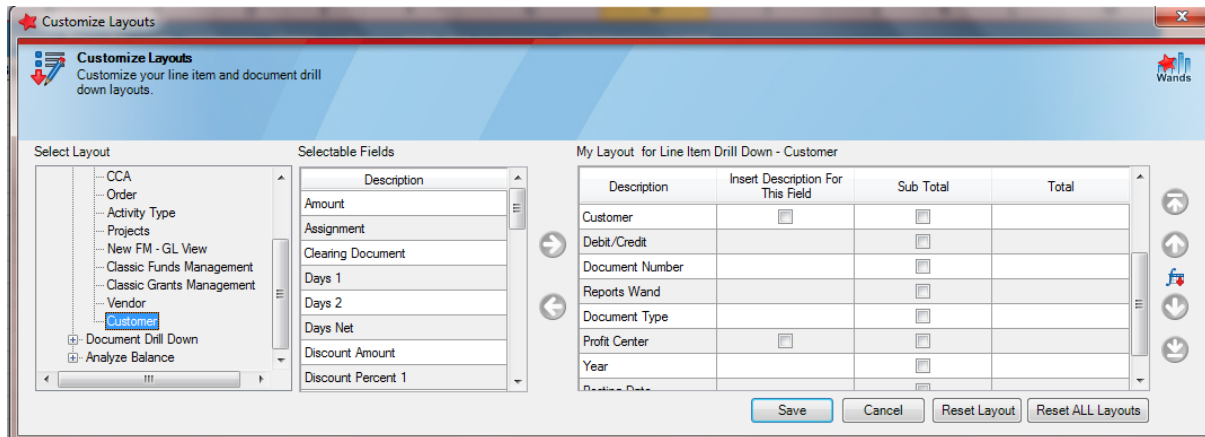 Customize Layouts
Customize Layouts
Customize your line item and document drill
down layouts.
Wands
Select Layout
CCA
Order
Activity Type
Projects
New FM - GL View
Classic Funds Management
Classic Grants Management
Vendor
Customer
Document Drill Down
Analyze Balance
Selectable Fields
Description
Amount
Assignment
Clearing Document
Days 1
Days 2
Days Net
Discount Amount
Discount Percent 1
My Layout for Line Item Drill Down - Customer
Description Insert Description For This Field Sub Total Total
Customer
Debit/Credit
Document Number
Reports Wand
Document Type
Profit Center
Year
Posting Date
Save Cancel Reset Layout Reset ALL Layouts